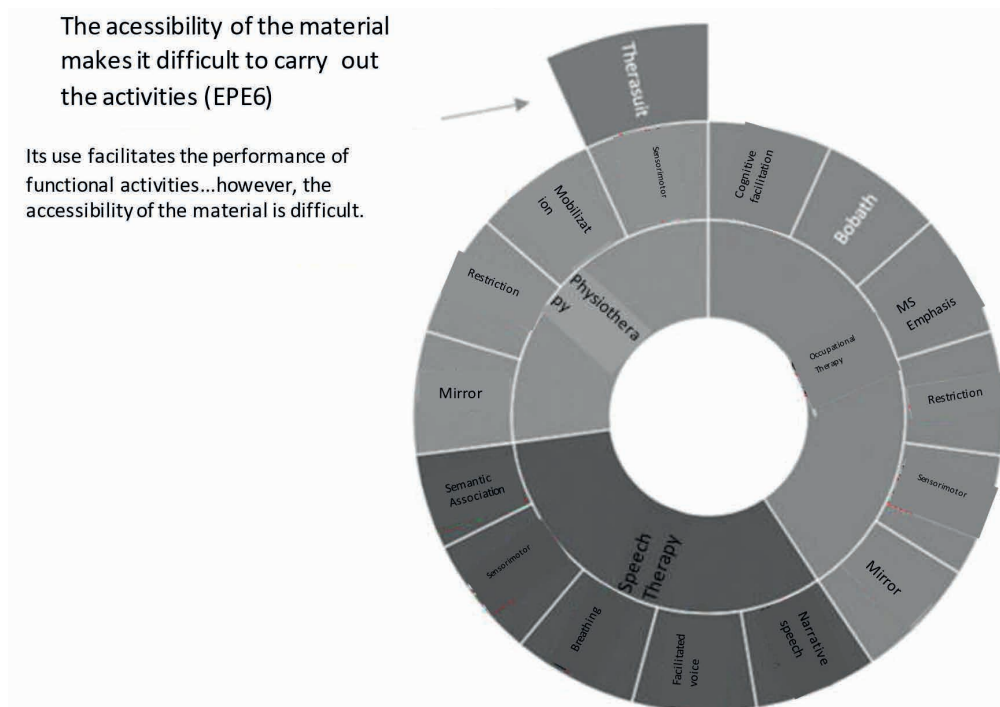 The acessibility of the material
makes it difficult to carry out
the activities (EPE6)
Its use facilitates the performance of
functional activities...however, the
accessibility of the material is difficult.
Therasuit
Sensorimotor
Mobilizat
ion
Restriction
Mirror
Physiothera
py
Cognitive
facilitation
Bobath
MS
Emphasis
Restriction
Sensorimotor
Mirror
Occupational
Therapy
Semantic
Association
Sensorimotor
Breathing
Facilitated
voice
Narrative
speech
Speech
Therapy